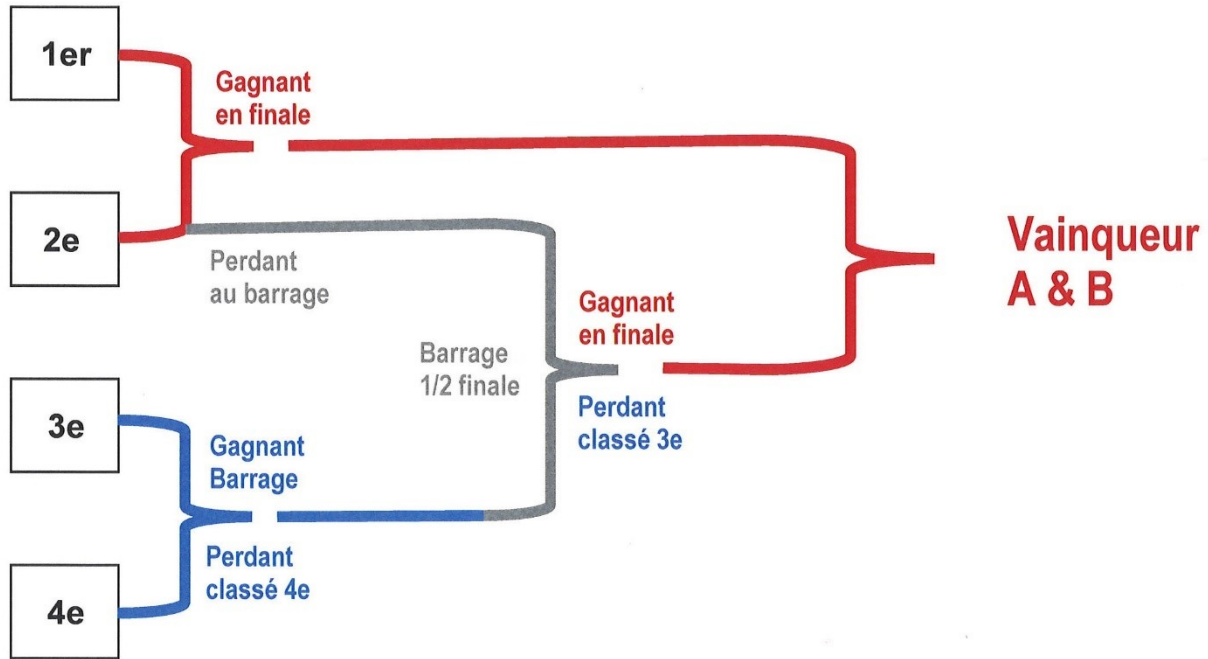 1er
Gagnant
en finale
2e
Perdant
au barrage
Vainqueur
A & B
Gagnant
en finale
Barrage
1/2 finale
Perdant
classé 3e
3e
Gagnant
Barrage
Perdant
classé 4e
4e